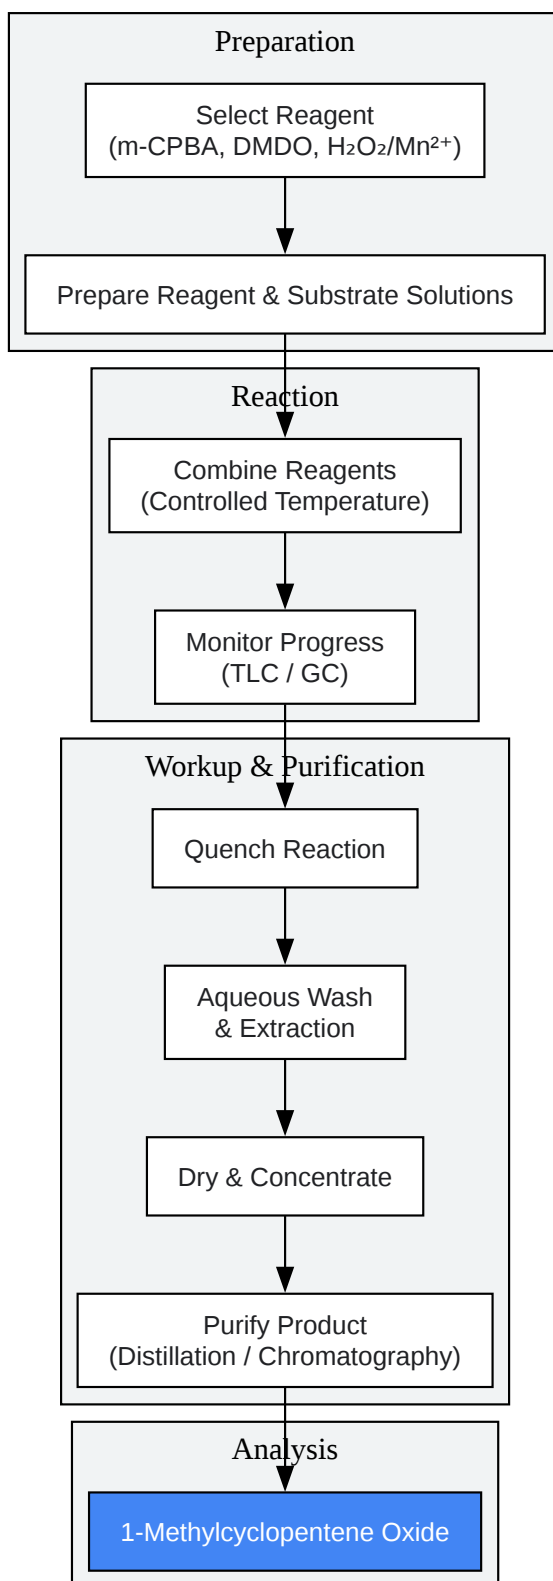 Preparation
Select Reagent
(m-CPBA, DMDO, H₂O₂/Mn²⁺)
Prepare Reagent & Substrate Solutions
Reaction
Combine Reagents
(Controlled Temperature)
Monitor Progress
(TLC / GC)
Workup & Purification
Quench Reaction
Aqueous Wash
& Extraction
Dry & Concentrate
Purify Product
(Distillation / Chromatography)
Analysis
1-Methylcyclopentene Oxide